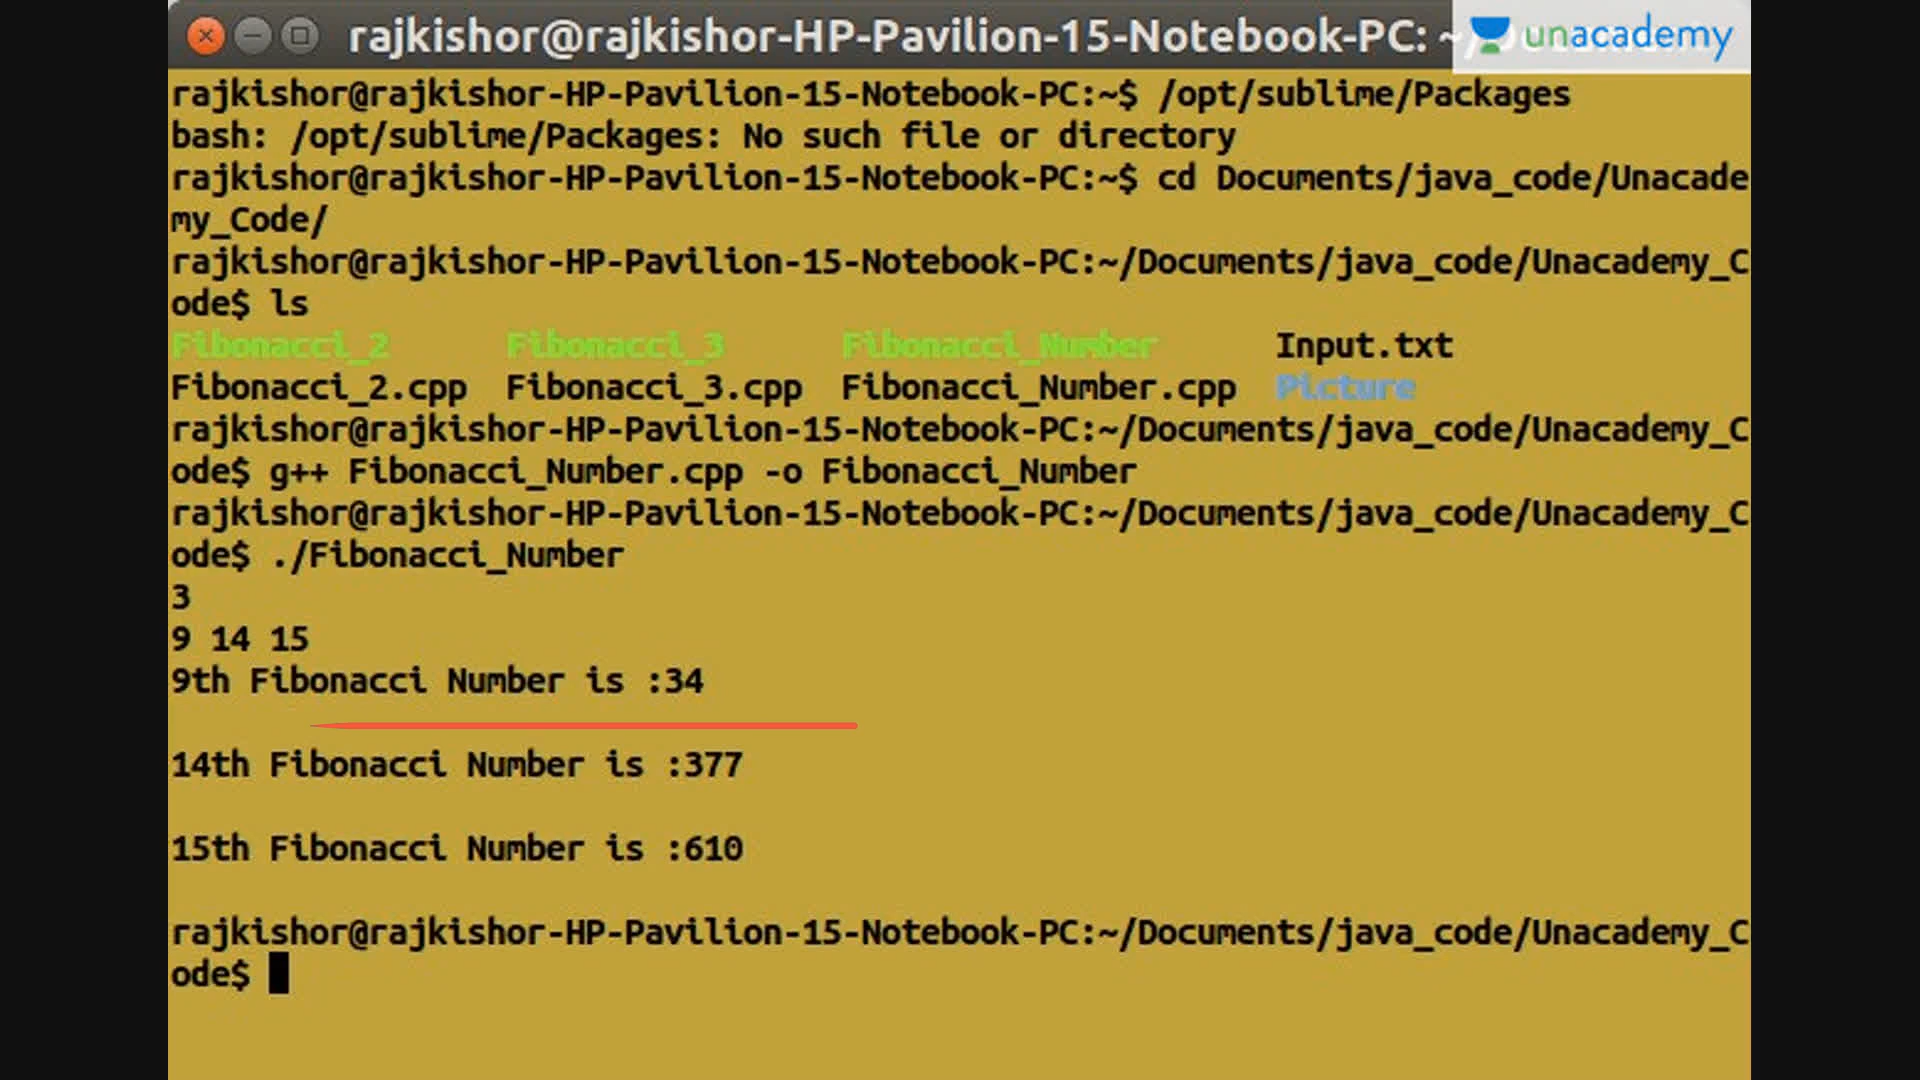 rajkishor@rajkishor-HP-Pavilion-15-Notebook-PC: ~/
unacademy
rajkishor@rajkishor-HP-Pavilion-15-Notebook-PC:~$ /opt/sublime/Packages
bash: /opt/sublime/Packages: No such file or directory
rajkishor@rajkishor-HP-Pavilion-15-Notebook-PC:~$ cd Documents/java_code/Unacade
my_Code/
rajkishor@rajkishor-HP-Pavilion-15-Notebook-PC:~/Documents/java_code/Unacademy_C
ode$ ls
Fibonacci_2 Fibonacci_3 Fibonacci_Number Input.txt
Fibonacci_2.cpp Fibonacci_3.cpp Fibonacci_Number.cpp Picture
rajkishor@rajkishor-HP-Pavilion-15-Notebook-PC:~/Documents/java_code/Unacademy_C
ode$ g++ Fibonacci_Number.cpp -o Fibonacci_Number
rajkishor@rajkishor-HP-Pavilion-15-Notebook-PC:~/Documents/java_code/Unacademy_C
ode$ ./Fibonacci_Number
3
9 14 15
9th Fibonacci Number is :34
14th Fibonacci Number is :377
15th Fibonacci Number is :610
rajkishor@rajkishor-HP-Pavilion-15-Notebook-PC:~/Documents/java_code/Unacademy_C
ode$